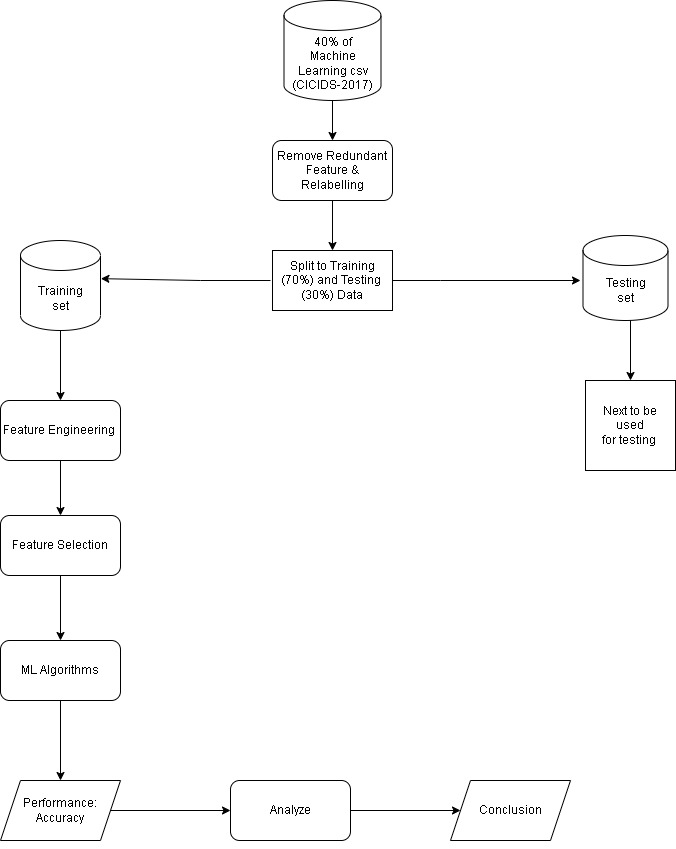 40% of
Machine
Learning csv
(CICIDS-2017)
Remove Redundant
Feature &
Relabelling
Split to Training
(70%) and Testing
(30%) Data
Training
set
Testing
set
Next to be
used
for testing
Feature Engineering
Feature Selection
ML Algorithms
Performance:
Accuracy
Analyze
Conclusion